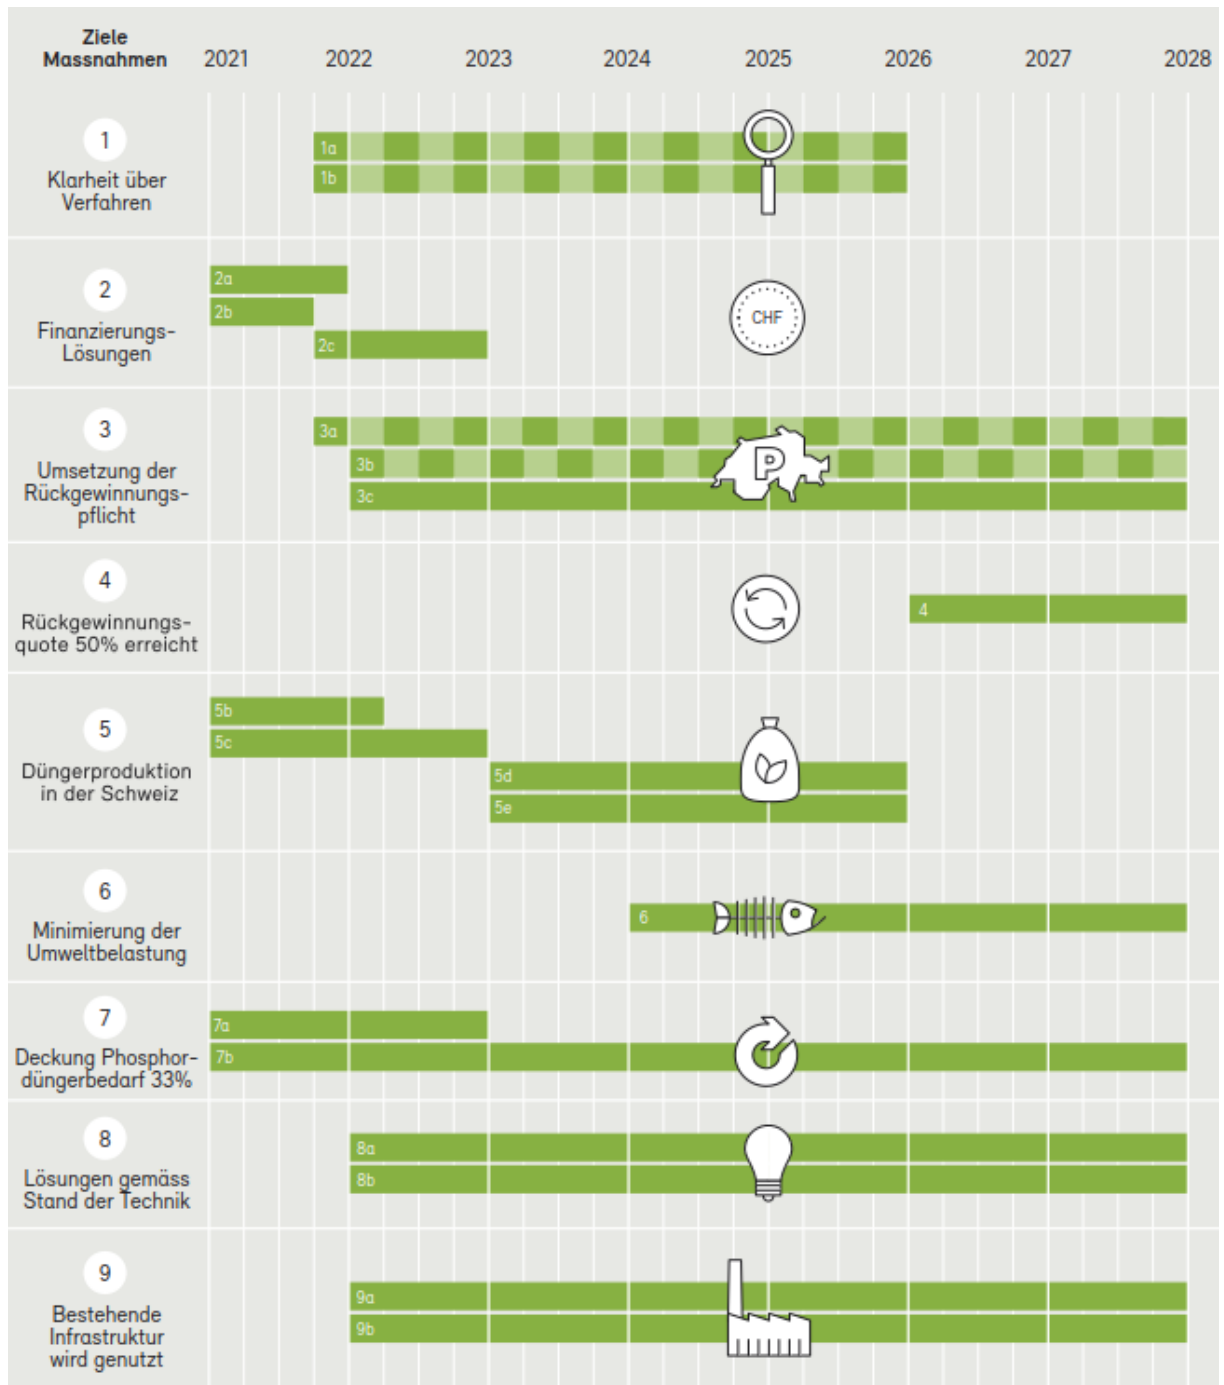 Ziele
Massnahmen 2021 2022 2023 2024 2025 2026 2027 2028
1
Klarheit über
Verfahren
1a
1b
2
Finanzierungs-
Lösungen
2a
2b
2c
CHF
3
Umsetzung der
Rückgewinnungs-
pflicht
3a
3b
3c
P
4
Rückgewinnungs-
quote 50% erreicht
4
5
Düngerproduktion
in der Schweiz
5b
5c
5d
5e
6
Minimierung der
Umweltbelastung
6
7
Deckung Phosphor-
düngerbedarf 33%
7a
7b
8
Lösungen gemäss
Stand der Technik
8a
8b
9
Bestehende
Infrastruktur
wird genutzt
9a
9b